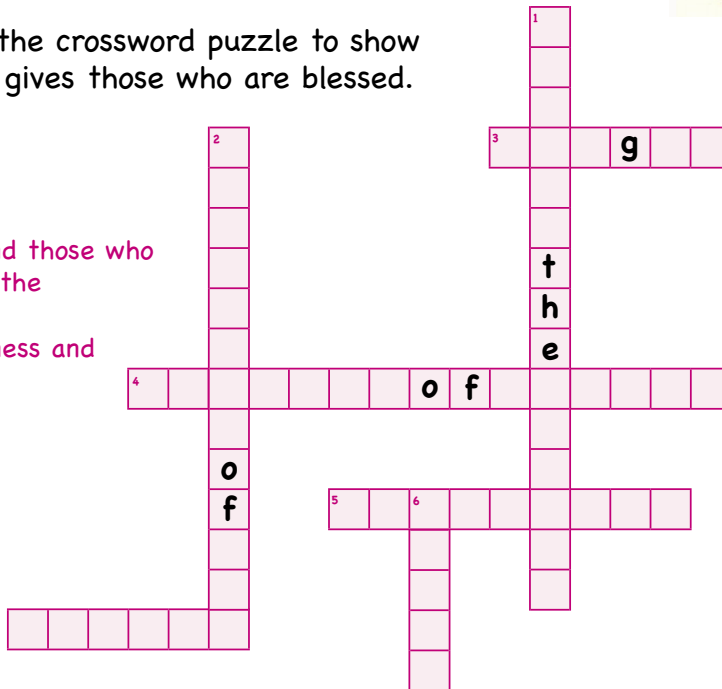 the crossword puzzle to show
gives those who are blessed.
d those who
the
ess and
1
2
3
g
t
h
e
4
o f
o
f
5
6